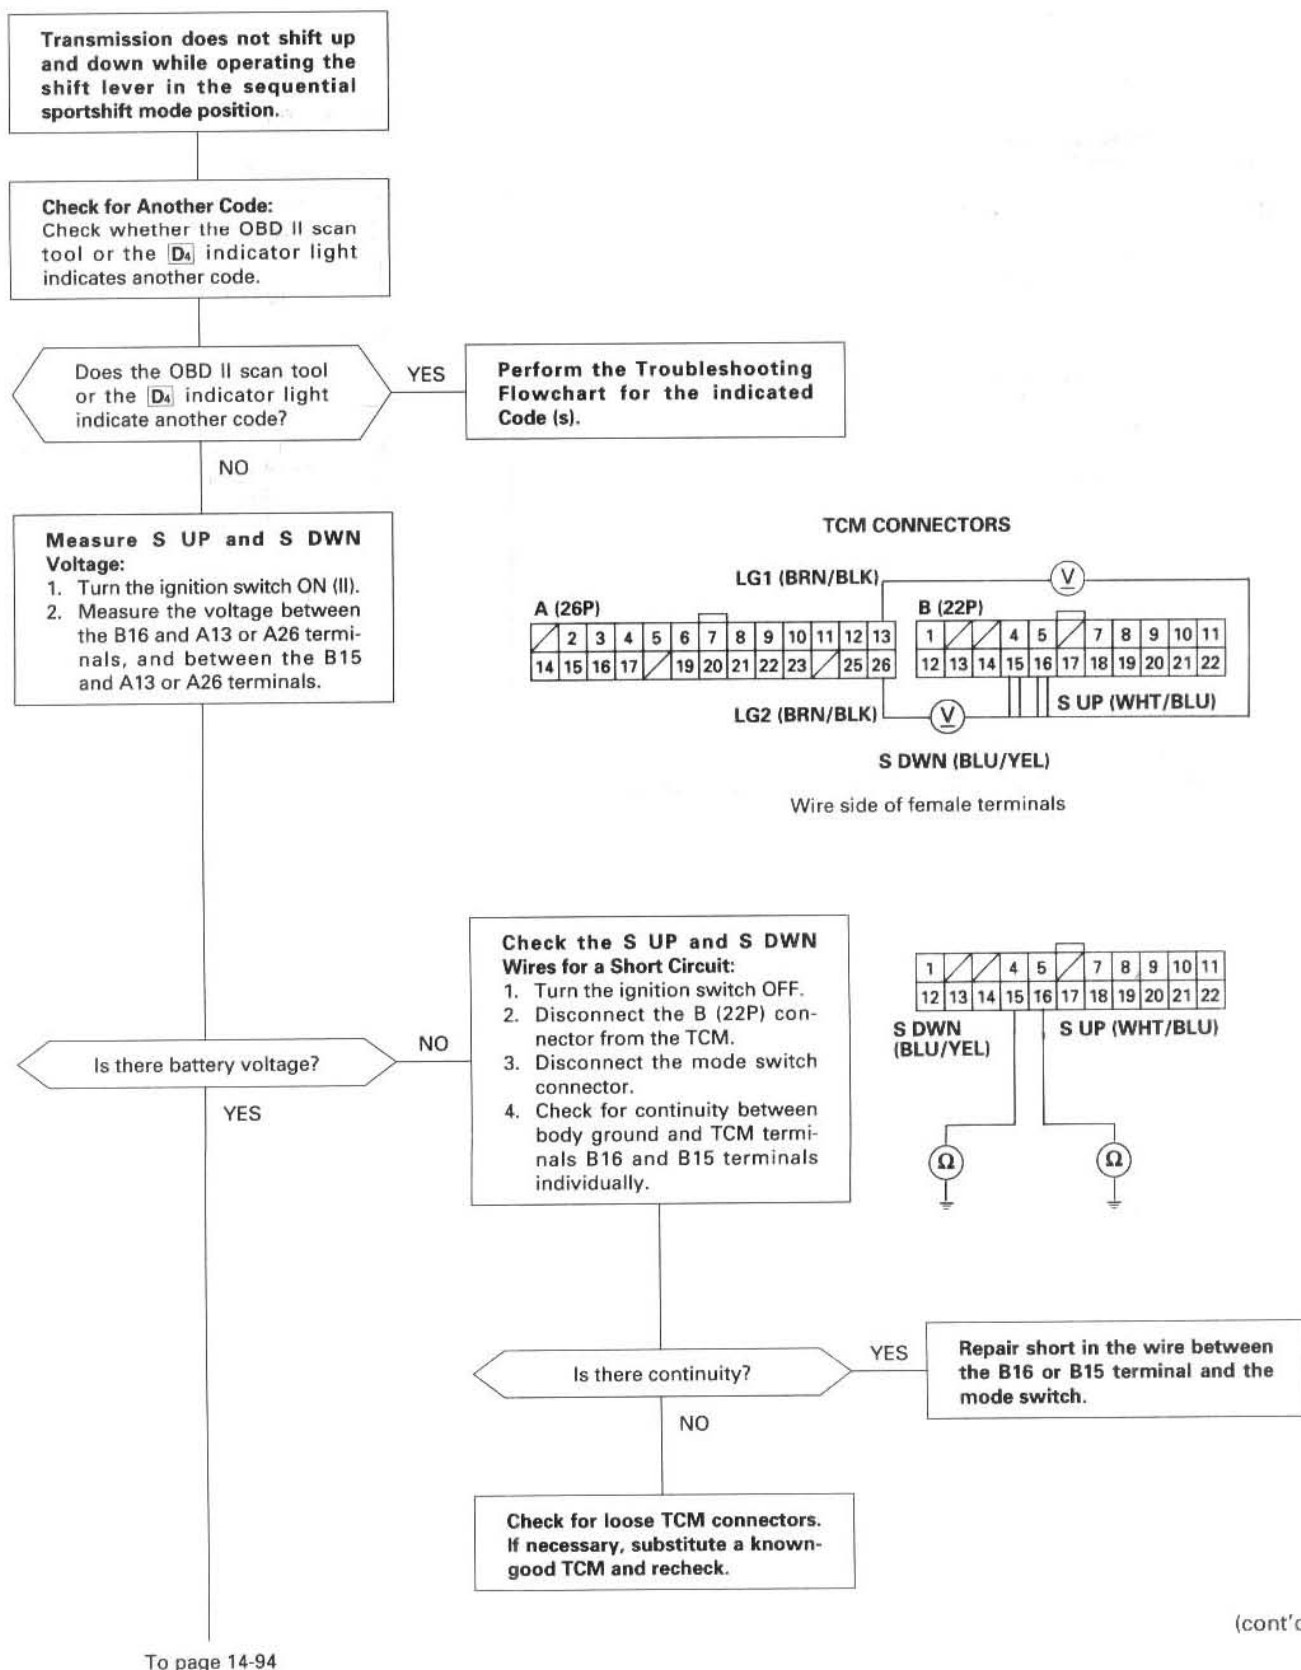 Transmission does not shift up
and down while operating the
shift lever in the sequential
sportshift mode position.
Check for Another Code:
Check whether the OBD II scan
tool or the D4 indicator light
indicates another code.
Does the OBD II scan tool
or the D4 indicator light
indicate another code?
YES
Perform the Troubleshooting
Flowchart for the indicated
Code (s).
NO
Measure S UP and S DWN
Voltage:
1. Turn the ignition switch ON (II).
2. Measure the voltage between
the B16 and A13 or A26 termi-
nals, and between the B15
and A13 or A26 terminals.
TCM CONNECTORS
LG1 (BRN/BLK)
V
A (26P)
B (22P)
2 3 4 5 6 7 8 9 10 11 12 13
14 15 16 17 19 20 21 22 23 25 26
1 4 5 7 8 9 10 11
12 13 14 15 16 17 18 19 20 21 22
LG2 (BRN/BLK)
V
S UP (WHT/BLU)
S DWN (BLU/YEL)
Wire side of female terminals
Is there battery voltage?
NO
YES
Check the S UP and S DWN
Wires for a Short Circuit:
1. Turn the ignition switch OFF.
2. Disconnect the B (22P) con-
nector from the TCM.
3. Disconnect the mode switch
connector.
4. Check for continuity between
body ground and TCM termi-
nals B16 and B15 terminals
individually.
1 4 5 7 8 9 10 11
12 13 14 15 16 17 18 19 20 21 22
S DWN
(BLU/YEL)
S UP (WHT/BLU)
Ω
Ω
Is there continuity?
YES
Repair short in the wire between
the B16 or B15 terminal and the
mode switch.
NO
Check for loose TCM connectors.
If necessary, substitute a known-
good TCM and recheck.
(cont'd
To page 14-94